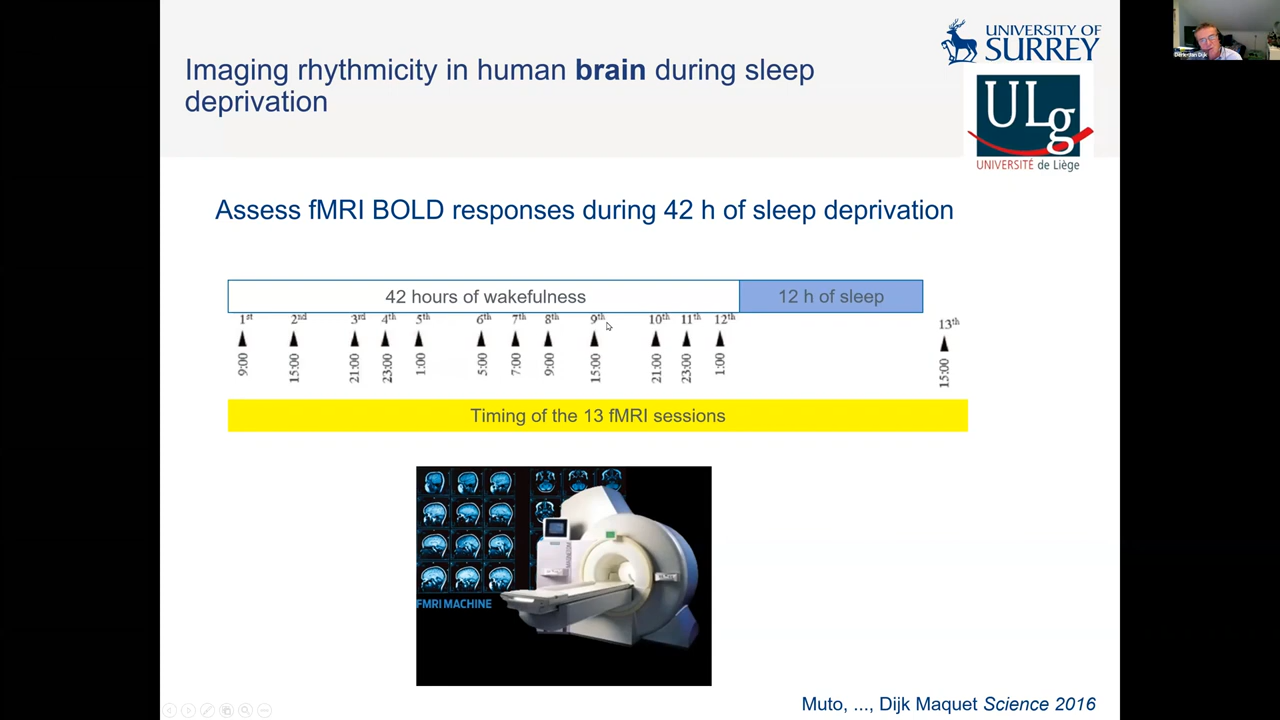 UNIVERSITY OF
SURREY
Derk-Jan Dijk
Imaging rhythmicity in human brain during sleep
deprivation
ULg
UNIVERSITÉ de Liège
Assess fMRI BOLD responses during 42 h of sleep deprivation
42 hours of wakefulness
12 h of sleep
1st 2nd 3rd 4th 5th 6th 7th 8th 9th 10th 11th 12th 13th
9:00 15:00 21:00 23:00 1:00 5:00 7:00 9:00 15:00 21:00 23:00 1:00 15:00
Timing of the 13 fMRI sessions
FMRI MACHINE
Muto, ..., Dijk Maquet Science 2016